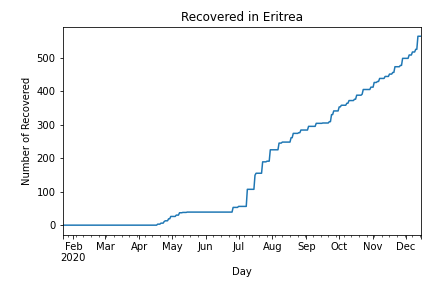 Recovered in Eritrea
Number of Recovered
500
400
300
200
100
0
Feb Mar Apr May Jun Jul Aug Sep Oct Nov Dec
2020
Day